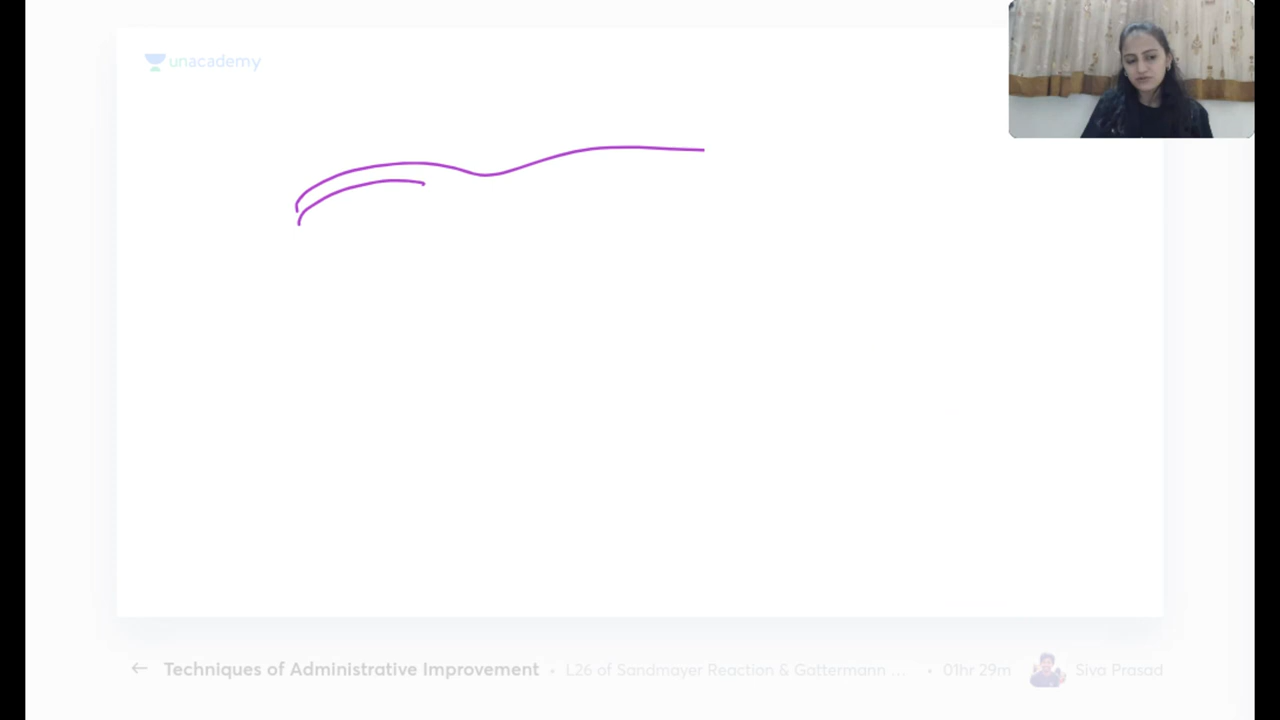 unacademy
← Techniques of Administrative Improvement • L26 of Sandmayer Reaction & Gattermann ... • 01hr 29m Siva Prasad